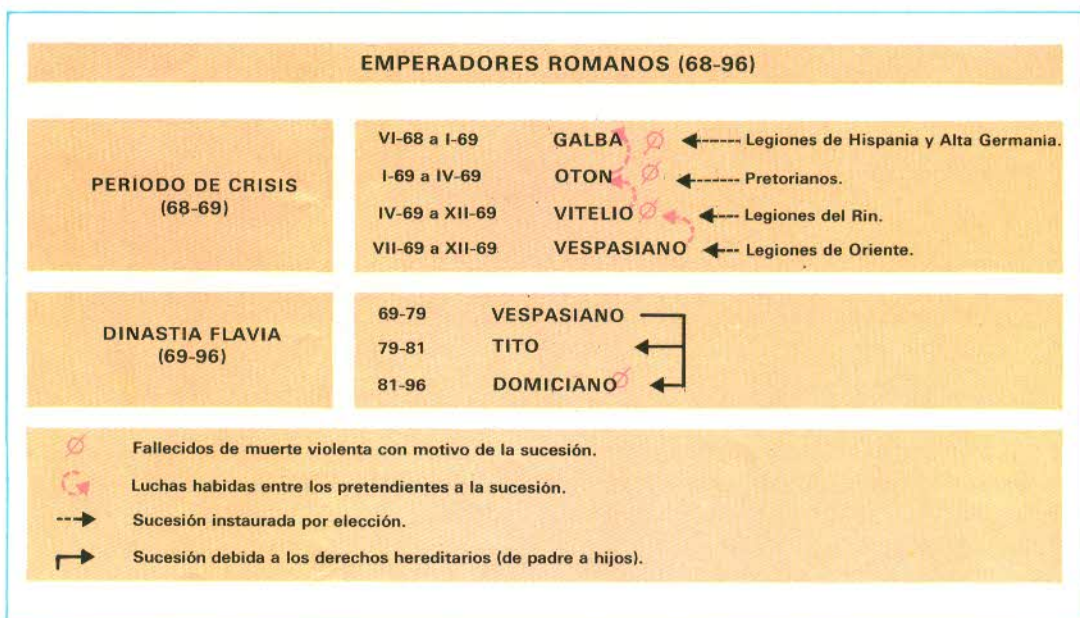 EMPERADORES ROMANOS (68-96)
PERIODO DE CRISIS
(68-69)
VI-68 a I-69 GALBA Legiones de Hispania y Alta Germania.
I-69 a IV-69 OTON Pretorianos.
IV-69 a XII-69 VITELIO Legiones del Rin.
VII-69 a XII-69 VESPASIANO Legiones de Oriente.
DINASTIA FLAVIA
(69-96)
69-79 VESPASIANO
79-81 TITO
81-96 DOMICIANO
Fallecidos de muerte violenta con motivo de la sucesión.
Luchas habidas entre los pretendientes a la sucesión.
Sucesión instaurada por elección.
Sucesión debida a los derechos hereditarios (de padre a hijos).